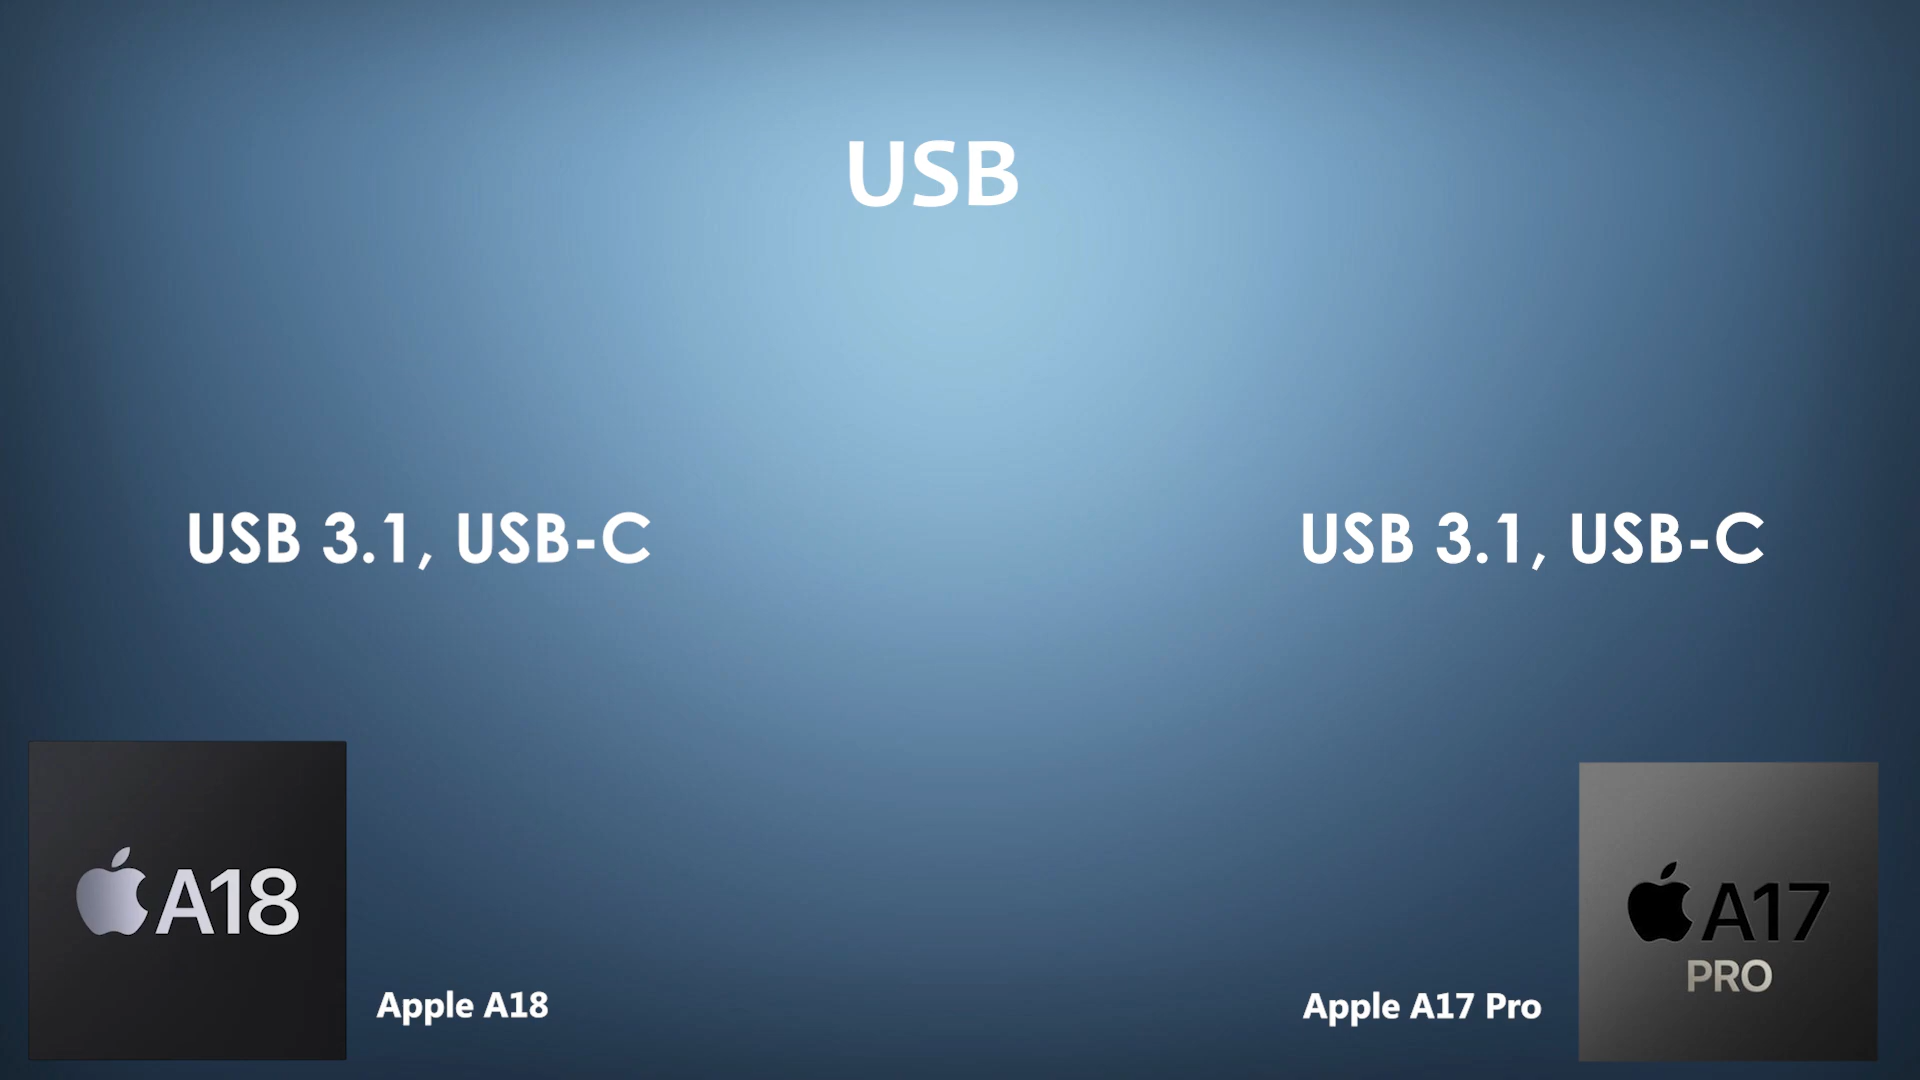 USB
USB 3.1, USB-C
USB 3.1, USB-C
A18
Apple A18
A17
PRO
Apple A17 Pro